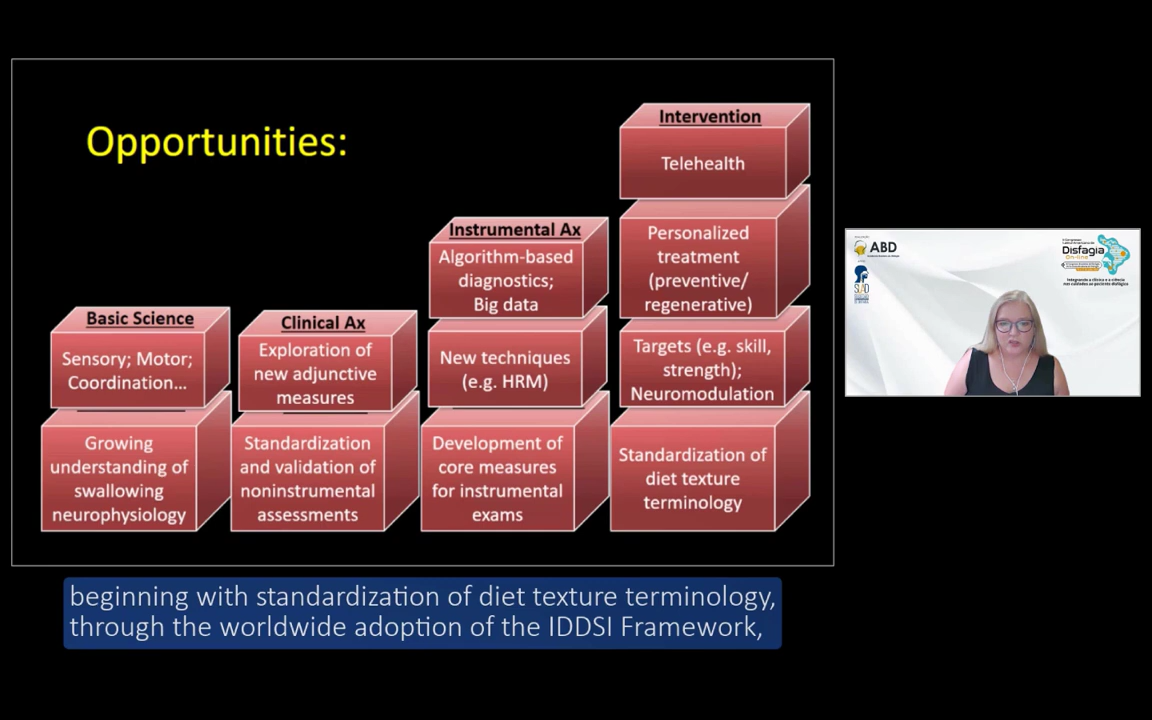 Opportunities:
Basic Science
Sensory; Motor;
Coordination...
Growing
understanding of
swallowing
neurophysiology
Clinical Ax
Exploration of
new adjunctive
measures
Standardization
and validation of
noninstrumental
assessments
Instrumental Ax
Algorithm-based
diagnostics;
Big data
New techniques
(e.g. HRM)
Development of
core measures
for instrumental
exams
Intervention
Telehealth
Personalized
treatment
(preventive/
regenerative)
Targets (e.g. skill,
strength);
Neuromodulation
Standardization of
diet texture
terminology
ABD
Disfagia
On-line
Integrando a clínica e a ciência
nos cuidados ao paciente disfágico
beginning with standardization of diet texture terminology,
through the worldwide adoption of the IDDSI Framework,